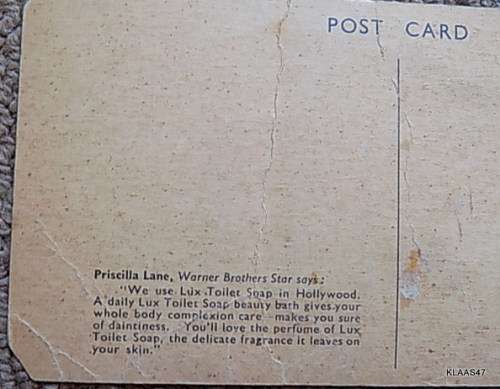 POST CARD
Priscilla Lane, Warner Brothers Star says:
"We use Lux Toilet Soap in Hollywood.
A daily Lux Toilet Soap beauty bath gives your
whole body complexion care makes you sure
of daintiness. You'll love the perfume of Lux
Toilet Soap, the delicate fragrance it leaves on
your skin."
KLAAS47